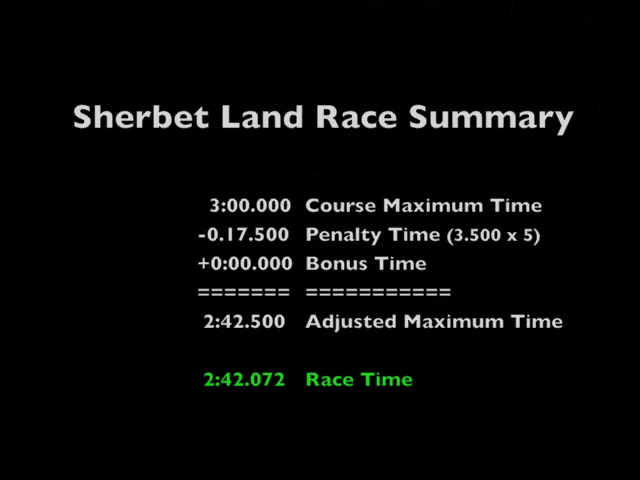 Sherbet Land Race Summary
3:00.000 Course Maximum Time
-0.17.500 Penalty Time (3.500 x 5)
+0:00.000 Bonus Time
======= ===========
2:42.500 Adjusted Maximum Time
2:42.072 Race Time